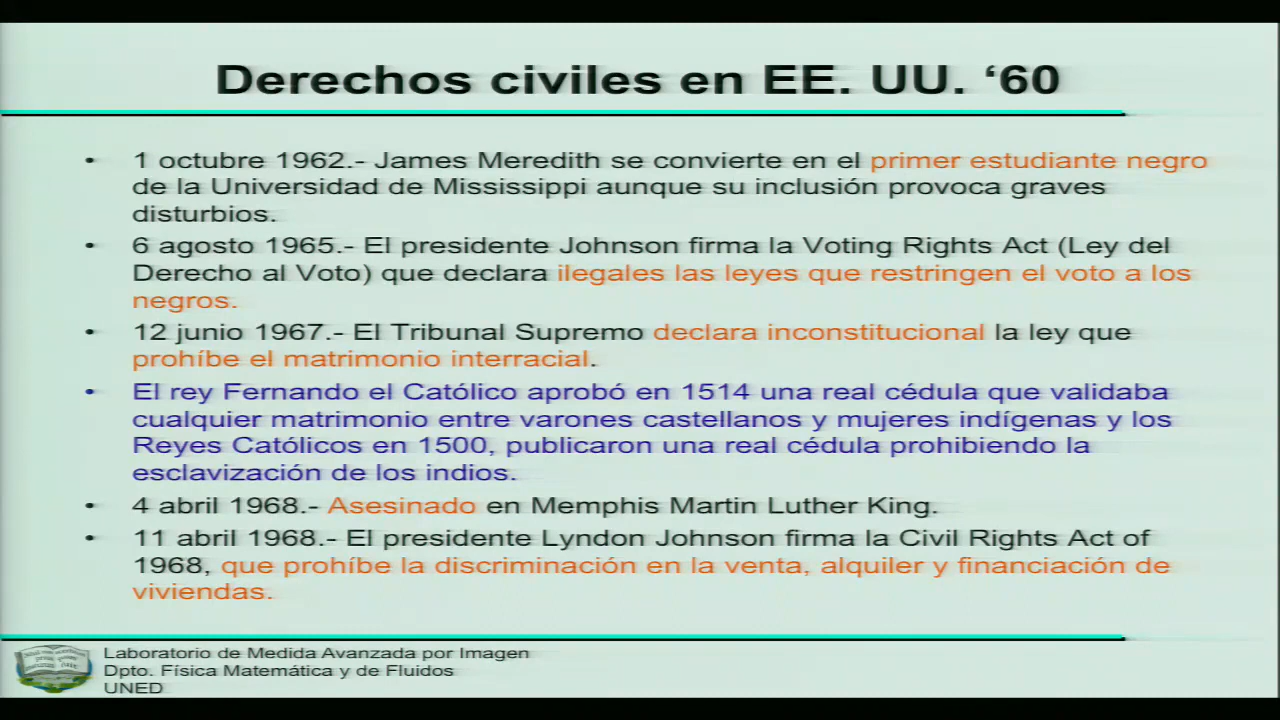 Derechos civiles en EE. UU. ‘60
• 1 octubre 1962.- James Meredith se convierte en el primer estudiante negro
de la Universidad de Mississippi aunque su inclusión provoca graves
disturbios.
• 6 agosto 1965.- El presidente Johnson firma la Voting Rights Act (Ley del
Derecho al Voto) que declara ilegales las leyes que restringen el voto a los
negros.
• 12 junio 1967.- El Tribunal Supremo declara inconstitucional la ley que
prohíbe el matrimonio interracial.
• El rey Fernando el Católico aprobó en 1514 una real cédula que validaba
cualquier matrimonio entre varones castellanos y mujeres indígenas y los
Reyes Católicos en 1500, publicaron una real cédula prohibiendo la
esclavización de los indios.
• 4 abril 1968.- Asesinado en Memphis Martin Luther King.
• 11 abril 1968.- El presidente Lyndon Johnson firma la Civil Rights Act of
1968, que prohíbe la discriminación en la venta, alquiler y financiación de
viviendas.
Laboratorio de Medida Avanzada por Imagen
Dpto. Física Matemática y de Fluidos
UNED